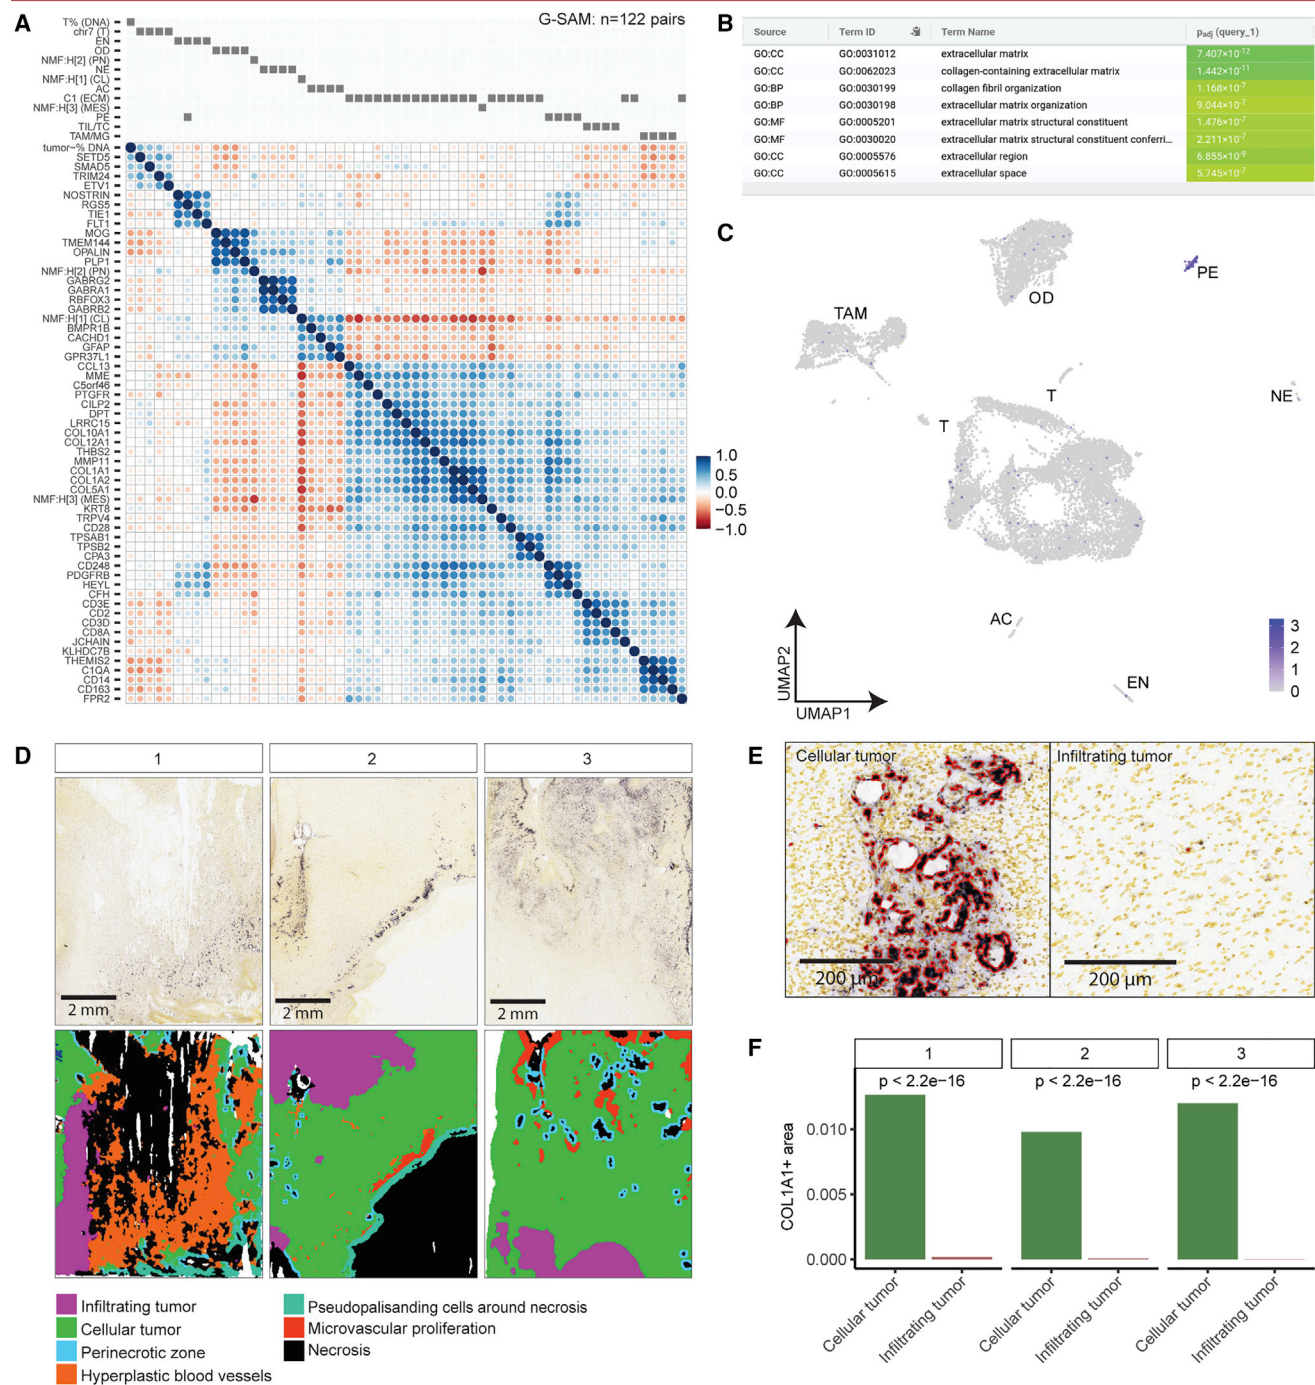 A
G-SAM: n=122 pairs
T% (DNA)
chr7 (T)
EN
OD
NMF:H[2] (PN)
NE
NMF:H[1] (CL)
AC
C1 (ECM)
NMF:H[3] (MES)
PE
TIL/TC
TAM/MG
tumor-% DNA
SETD5
SMAD5
TRIM24
ETV1
NOSTRIN
RGS5
TIE1
FLT1
MOG
TMEM144
OPALIN
PLP1
NMF:H[2] (PN)
GABRG2
GABRA1
RBFOX3
GABRB2
NMF:H[1] (CL)
BMPR1B
CACHD1
GFAP
GPR37L1
CCL13
MME
C5orf46
PTGFR
CILP2
DPT
LRRC15
COL10A1
COL12A1
THBS2
MMP11
COL1A1
COL1A2
COL5A1
NMF:H[3] (MES)
KRT8
TRPV4
CD28
TPSAB1
TPSB2
CPA3
CD248
PDGFRB
HEYL
CFH
CD3E
CD2
CD3D
CD8A
JCHAIN
KLHDC7B
THEMIS2
C1QA
CD14
CD163
FPR2
1.0
0.5
0.0
−0.5
−1.0
B
Source Term ID Term Name padj (query_1)
GO:CC GO:0031012 extracellular matrix 7.407×10-12
GO:CC GO:0062023 collagen-containing extracellular matrix 1.442×10-11
GO:BP GO:0030199 collagen fibril organization 1.168×10-7
GO:BP GO:0030198 extracellular matrix organization 9.044×10-7
GO:MF GO:0005201 extracellular matrix structural constituent 1.476×10-7
GO:MF GO:0030020 extracellular matrix structural constituent conferri... 2.211×10-7
GO:CC GO:0005576 extracellular region 6.855×10-9
GO:CC GO:0005615 extracellular space 5.745×10-7
C
PE
OD
TAM
T
NE
T
AC
EN
UMAP2
UMAP1
3
2
1
0
D
1 2 3
2 mm 2 mm 2 mm
Infiltrating tumor
Cellular tumor
Perinecrotic zone
Hyperplastic blood vessels
Pseudopalisanding cells around necrosis
Microvascular proliferation
Necrosis
E
Cellular tumor
Infiltrating tumor
200 µm
200 µm
F
1 2 3
p < 2.2e−16 p < 2.2e−16 p < 2.2e−16
COL1A1+ area
0.010
0.005
0.000
Cellular tumor
Infiltrating tumor
Cellular tumor
Infiltrating tumor
Cellular tumor
Infiltrating tumor